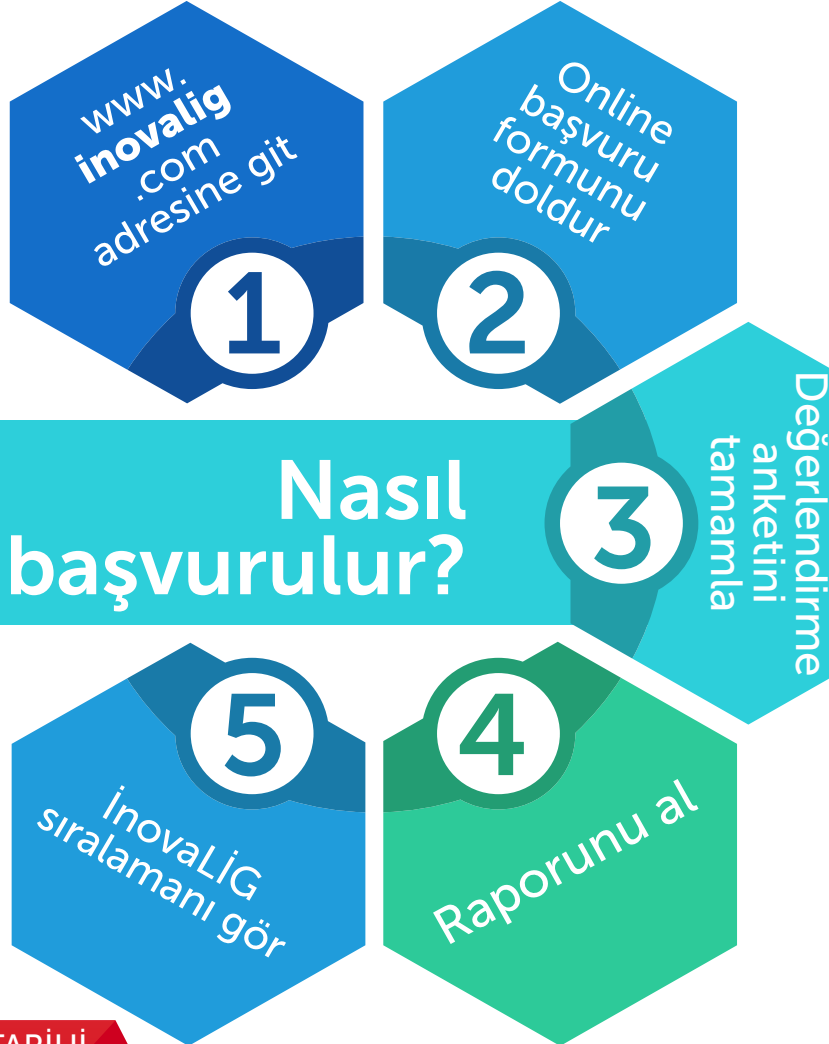 www.
inovalig
.com
adresine git
1
Online
başvuru
formunu
doldur
2
Nasıl
başvurulur?
3
Değerlendirme
anketini
tamamla
5
İnovaLİG
sıralamanı gör
4
Raporunu al